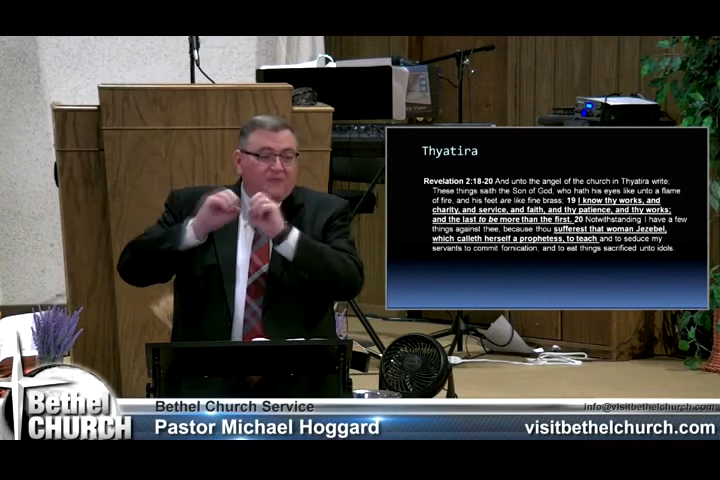 Thyatira
Revelation 2:18-20 And unto the angel of the church in Thyatira write;
These things saith the Son of God, who hath his eyes like unto a flame
of fire, and his feet are like fine brass. 19 I know thy works, and
charity, and service, and faith, and thy patience, and thy works;
and the last to be more than the first. 20 Notwithstanding I have a few
things against thee, because thou sufferest that woman Jezebel,
which calleth herself a prophetess, to teach and to seduce my
servants to commit fornication, and to eat things sacrificed unto idols.
Bethel
CHURCH
Bethel Church Service
info@visitbethelchurch.com
Pastor Michael Hoggard
visitbethelchurch.com